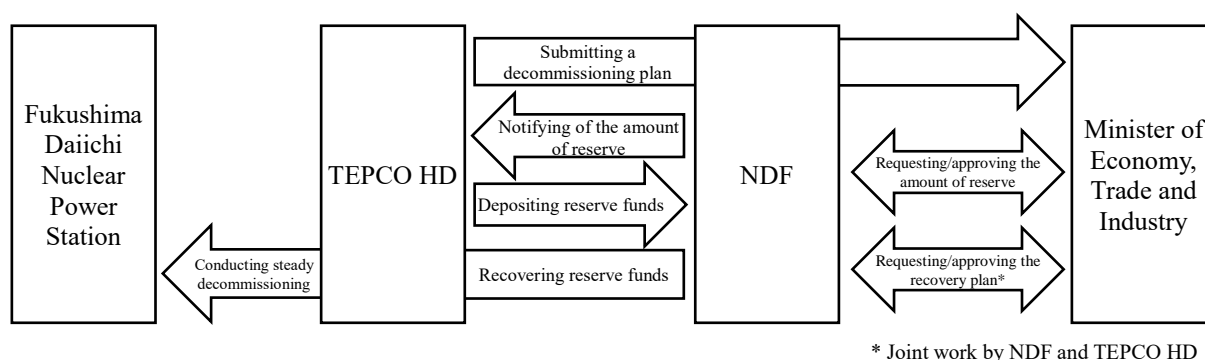 Fukushima
Daiichi
Nuclear
Power
Station
TEPCO HD
NDF
Minister of
Economy,
Trade and
Industry
Submitting a
decommissioning plan
Notifying of the amount
of reserve
Depositing reserve funds
Recovering reserve funds
Conducting steady
decommissioning
Requesting/approving the
amount of reserve
Requesting/approving the
recovery plan*
* Joint work by NDF and TEPCO HD